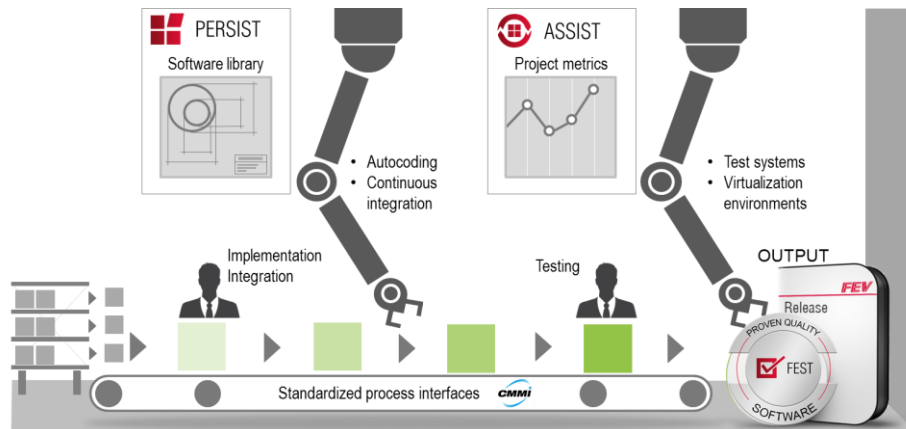 PERSIST
Software library
ASSIST
Project metrics
• Autocoding
• Continuous
integration
• Test systems
• Virtualization
environments
Implementation
Integration
Testing
OUTPUT
FEV
Release
PROVEN QUALITY
FEST
SOFTWARE
Standardized process interfaces
CMMI